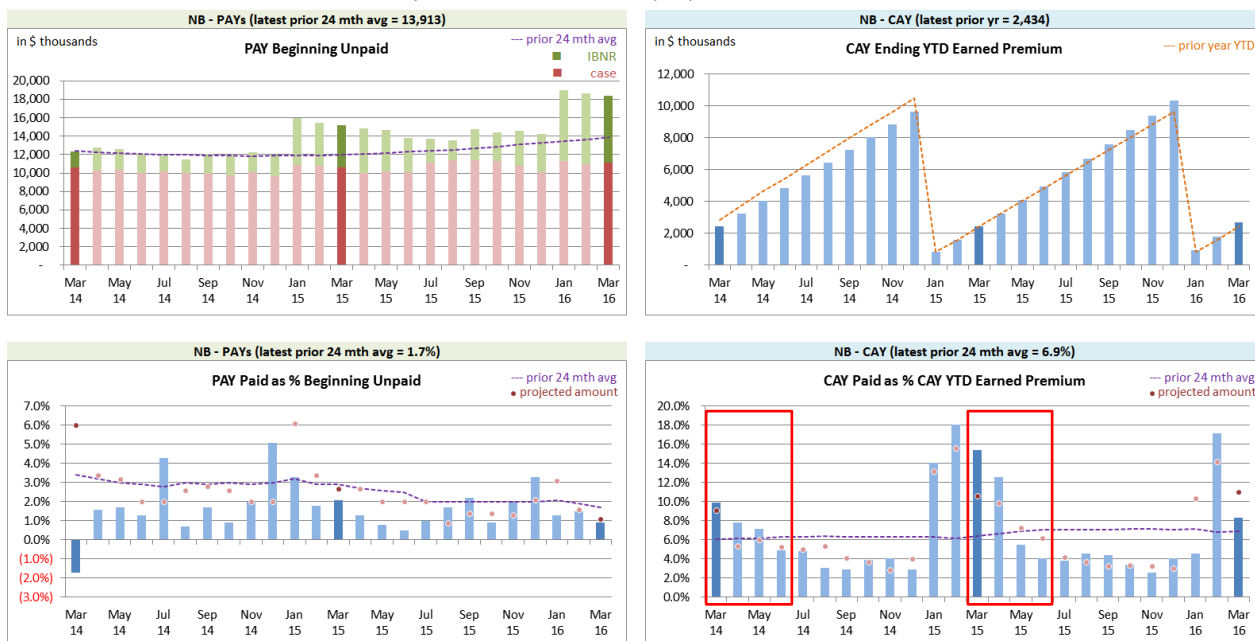 NB - PAYs (latest prior 24 mth avg = 13,913)
in $ thousands
PAY Beginning Unpaid
--- prior 24 mth avg
IBNR
case
20,000
18,000
16,000
14,000
12,000
10,000
8,000
6,000
4,000
2,000
-
Mar May Jul Sep Nov Jan Mar May Jul Sep Nov Jan Mar
14 14 14 14 14 15 15 15 15 15 15 16 16
NB - CAY (latest prior yr = 2,434)
in $ thousands
CAY Ending YTD Earned Premium
--- prior year YTD
12,000
10,000
8,000
6,000
4,000
2,000
-
Mar May Jul Sep Nov Jan Mar May Jul Sep Nov Jan Mar
14 14 14 14 14 15 15 15 15 15 15 16 16
NB - PAYs (latest prior 24 mth avg = 1.7%)
PAY Paid as % Beginning Unpaid
--- prior 24 mth avg
projected amount
7.0%
6.0%
5.0%
4.0%
3.0%
2.0%
1.0%
0.0%
(1.0%)
(2.0%)
(3.0%)
Mar May Jul Sep Nov Jan Mar May Jul Sep Nov Jan Mar
14 14 14 14 14 15 15 15 15 15 15 16 16
NB - CAY (latest prior 24 mth avg = 6.9%)
CAY Paid as % CAY YTD Earned Premium
--- prior 24 mth avg
projected amount
20.0%
18.0%
16.0%
14.0%
12.0%
10.0%
8.0%
6.0%
4.0%
2.0%
0.0%
Mar May Jul Sep Nov Jan Mar May Jul Sep Nov Jan Mar
14 14 14 14 14 15 15 15 15 15 15 16 16